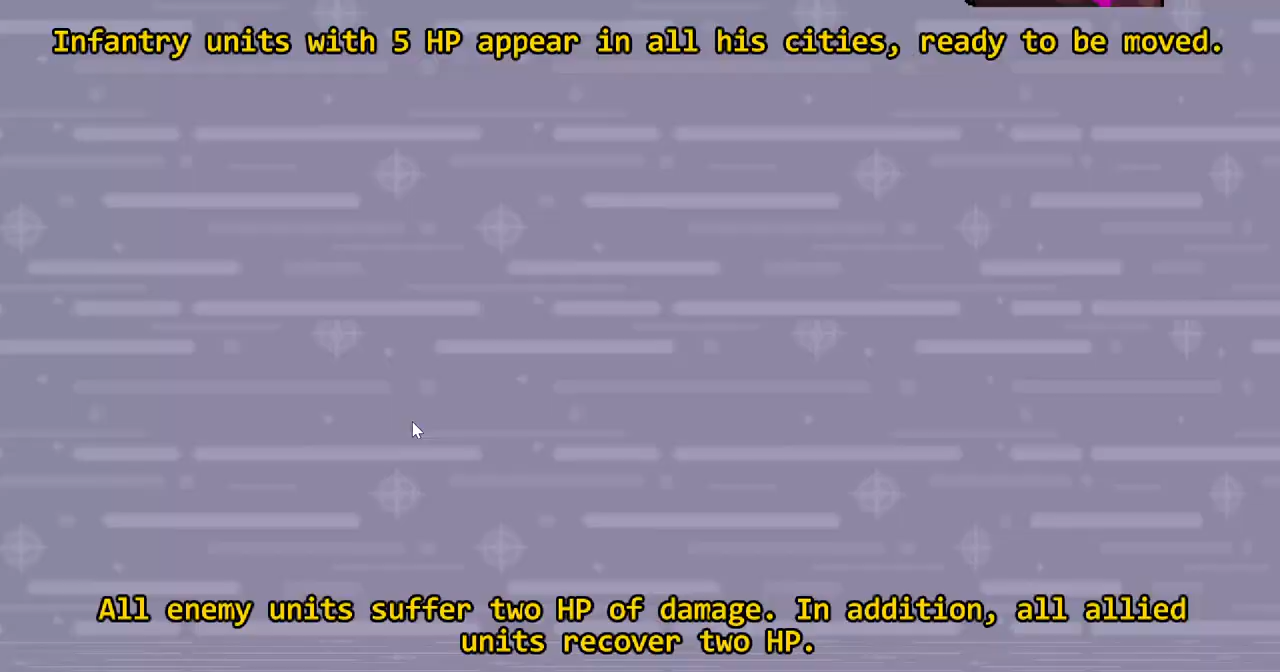 Infantry units with 5 HP appear in all his cities, ready to be moved.
All enemy units suffer two HP of damage. In addition, all allied
units recover two HP.